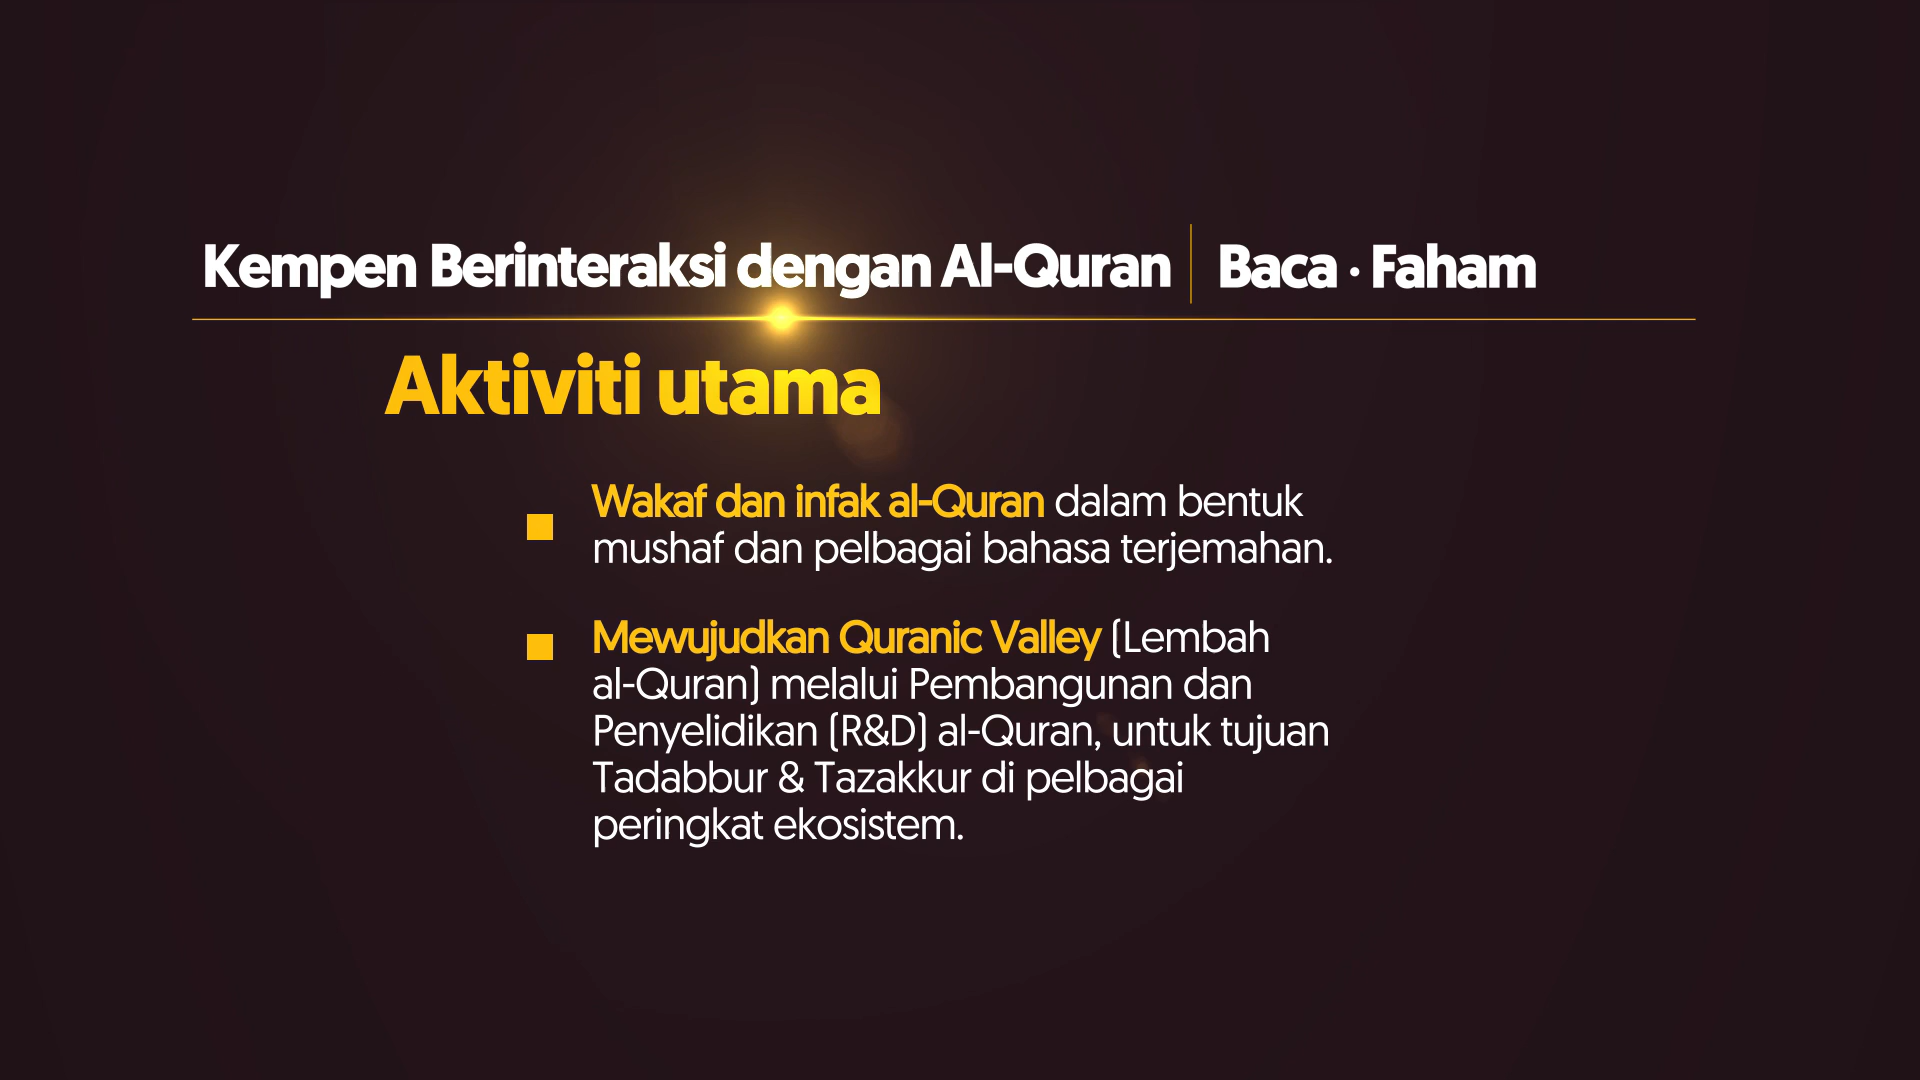 Kempen Berinteraksi dengan Al-Quran | Baca · Faham
Aktiviti utama
Wakaf dan infak al-Quran dalam bentuk
mushaf dan pelbagai bahasa terjemahan.
Mewujudkan Quranic Valley (Lembah
al-Quran) melalui Pembangunan dan
Penyelidikan (R&D) al-Quran, untuk tujuan
Tadabbur & Tazakkur di pelbagai
peringkat ekosistem.